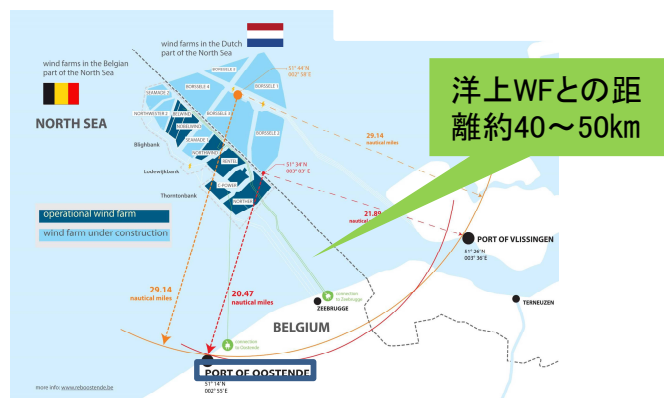 wind farms in the Dutch
part of the North Sea
wind farms in the Belgian
part of the North Sea
NORTH SEA
51° 44'N
002° 58'E
洋上WFとの距
離約40～50km
BORSSELE 3
BORSSELE 4
BORSSELE 1
SEAMADE 2
NORTHWESTER 2
BELWIND
NOBELWIND
BORSSELE 2
SEAMADE 1
NORTHWIND
RENTEL
C-POWER
NORTHER
Blighbank
Lodewijkbank
Thorntonbank
51° 34'N
003° 03' E
29.14
nautical miles
21.89
operational wind farm
wind farm under construction
PORT OF VLISSINGEN
51° 26'N
003° 36'E
29.14
nautical miles
20.47
nautical miles
connection
to Zeebrugge
ZEEBRUGGE
TERNEUZEN
BELGIUM
connection
to Oostende
PORT OF OOSTENDE
51° 14'N
002° 55'E
more info: www.reboostende.be